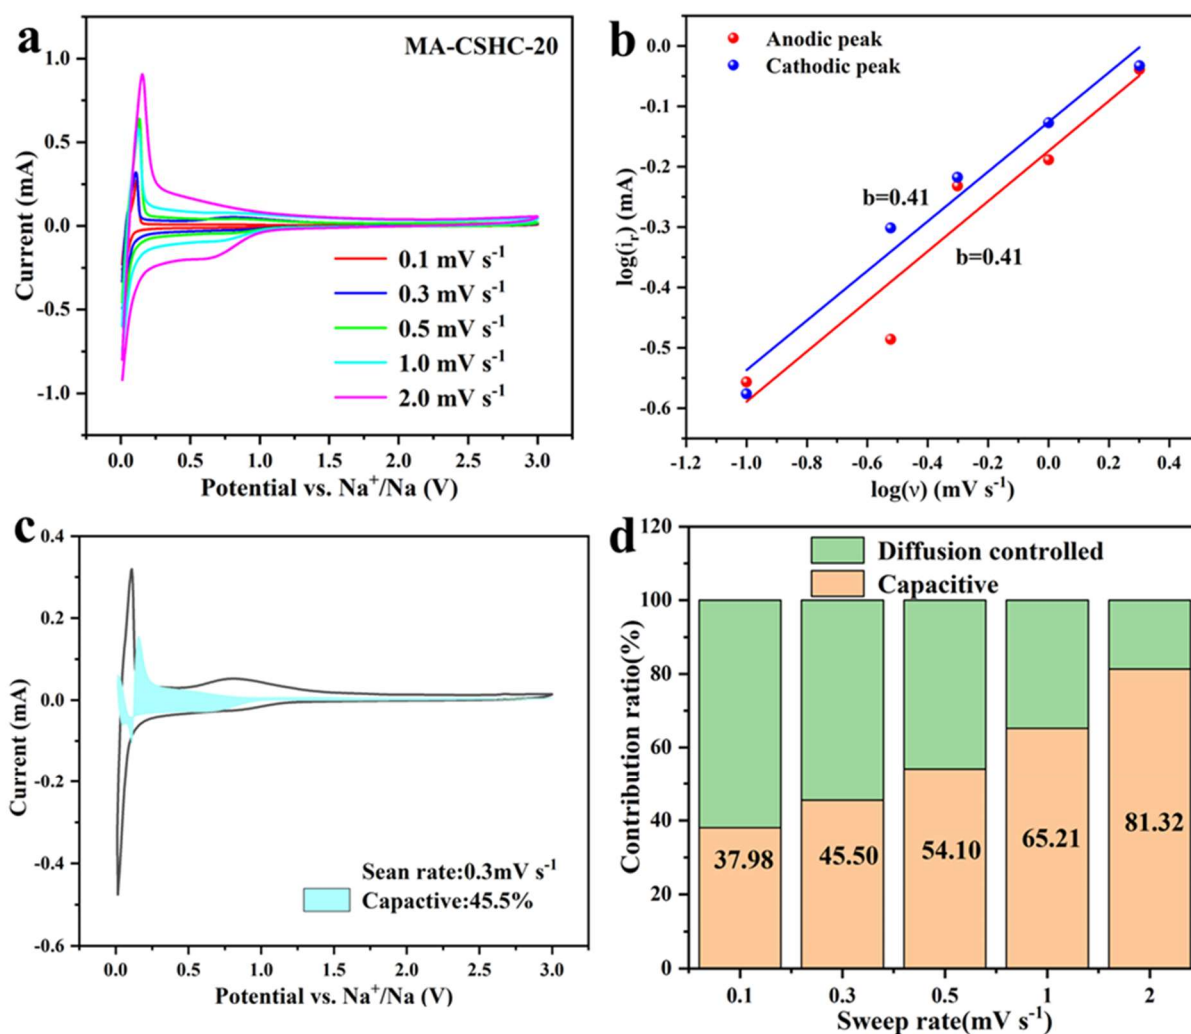 a
MA-CSHC-20
1.0
0.5
0.0
-0.5
-1.0
Current (mA)
0.1 mV s⁻¹
0.3 mV s⁻¹
0.5 mV s⁻¹
1.0 mV s⁻¹
2.0 mV s⁻¹
0.0 0.5 1.0 1.5 2.0 2.5 3.0
Potential vs. Na⁺/Na (V)
b
Anodic peak
Cathodic peak
0.0
-0.1
-0.2
-0.3
-0.4
-0.5
-0.6
log(iᵣ) (mA)
b=0.41
b=0.41
-1.2 -1.0 -0.8 -0.6 -0.4 -0.2 0.0 0.2 0.4
log(ν) (mV s⁻¹)
c
0.4
0.2
0.0
-0.2
-0.4
-0.6
Current (mA)
Sean rate:0.3mV s⁻¹
Capactive:45.5%
0.0 0.5 1.0 1.5 2.0 2.5 3.0
Potential vs. Na⁺/Na (V)
d
Diffusion controlled
Capacitive
120
100
80
60
40
20
0
Contribution ratio(%)
37.98 45.50 54.10 65.21 81.32
0.1 0.3 0.5 1 2
Sweep rate(mV s⁻¹)